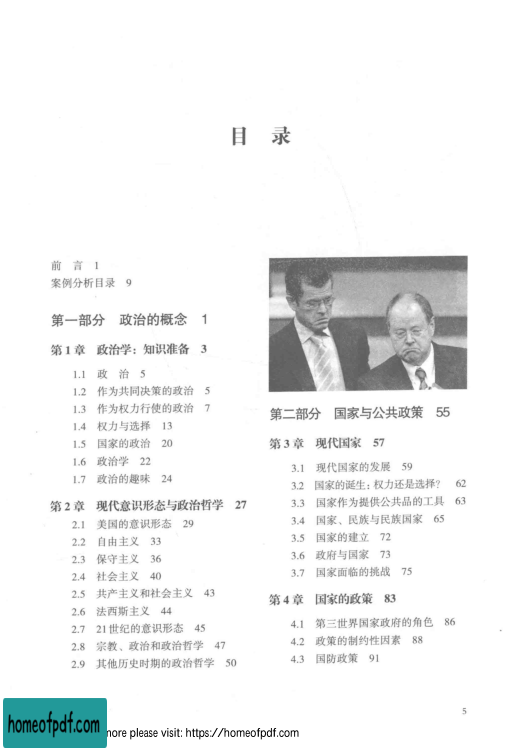 目 录
前 言 1
案例分析目录 9
第一部分 政治的概念 1
第1章 政治学：知识准备 3
1.1 政 治 5
1.2 作为共同决策的政治 5
1.3 作为权力行使的政治 7
1.4 权力与选择 13
1.5 国家的政治 20
1.6 政治学 22
1.7 政治的趣味 24
第2章 现代意识形态与政治哲学 27
2.1 美国的意识形态 29
2.2 自由主义 33
2.3 保守主义 36
2.4 社会主义 40
2.5 共产主义和社会主义 43
2.6 法西斯主义 44
2.7 21世纪的意识形态 45
2.8 宗教、政治和政治哲学 47
2.9 其他历史时期的政治哲学 50
第二部分 国家与公共政策 55
第3章 现代国家 57
3.1 现代国家的发展 59
3.2 国家的诞生：权力还是选择？ 62
3.3 国家作为提供公共品的工具 63
3.4 国家、民族与民族国家 65
3.5 国家的建立 72
3.6 政府与国家 73
3.7 国家面临的挑战 75
第4章 国家的政策 83
4.1 第三世界国家政府的角色 86
4.2 政策的制约性因素 88
4.3 国防政策 91
5
homeofpdf.com
more please visit: https://homeofpdf.com